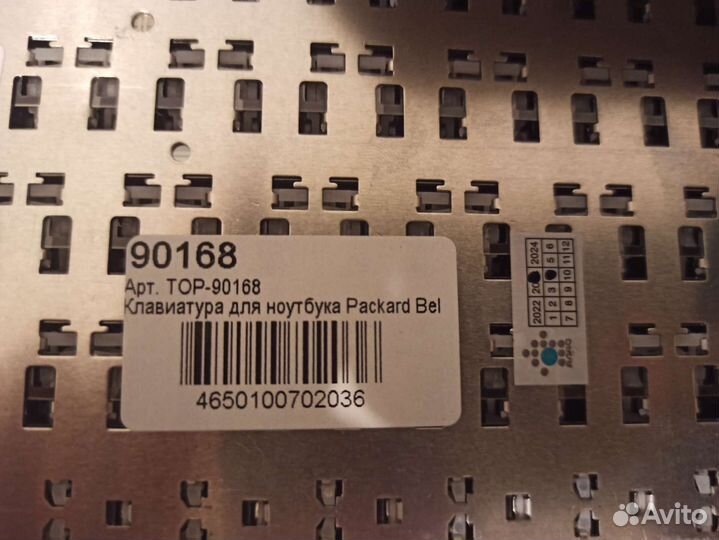 90168
Арт. TOP-90168
Клавиатура для ноутбука Packard Bel
4650100702036
2022 20 2024
1 2 3 5 6
7 8 9 10 11 12
Avito